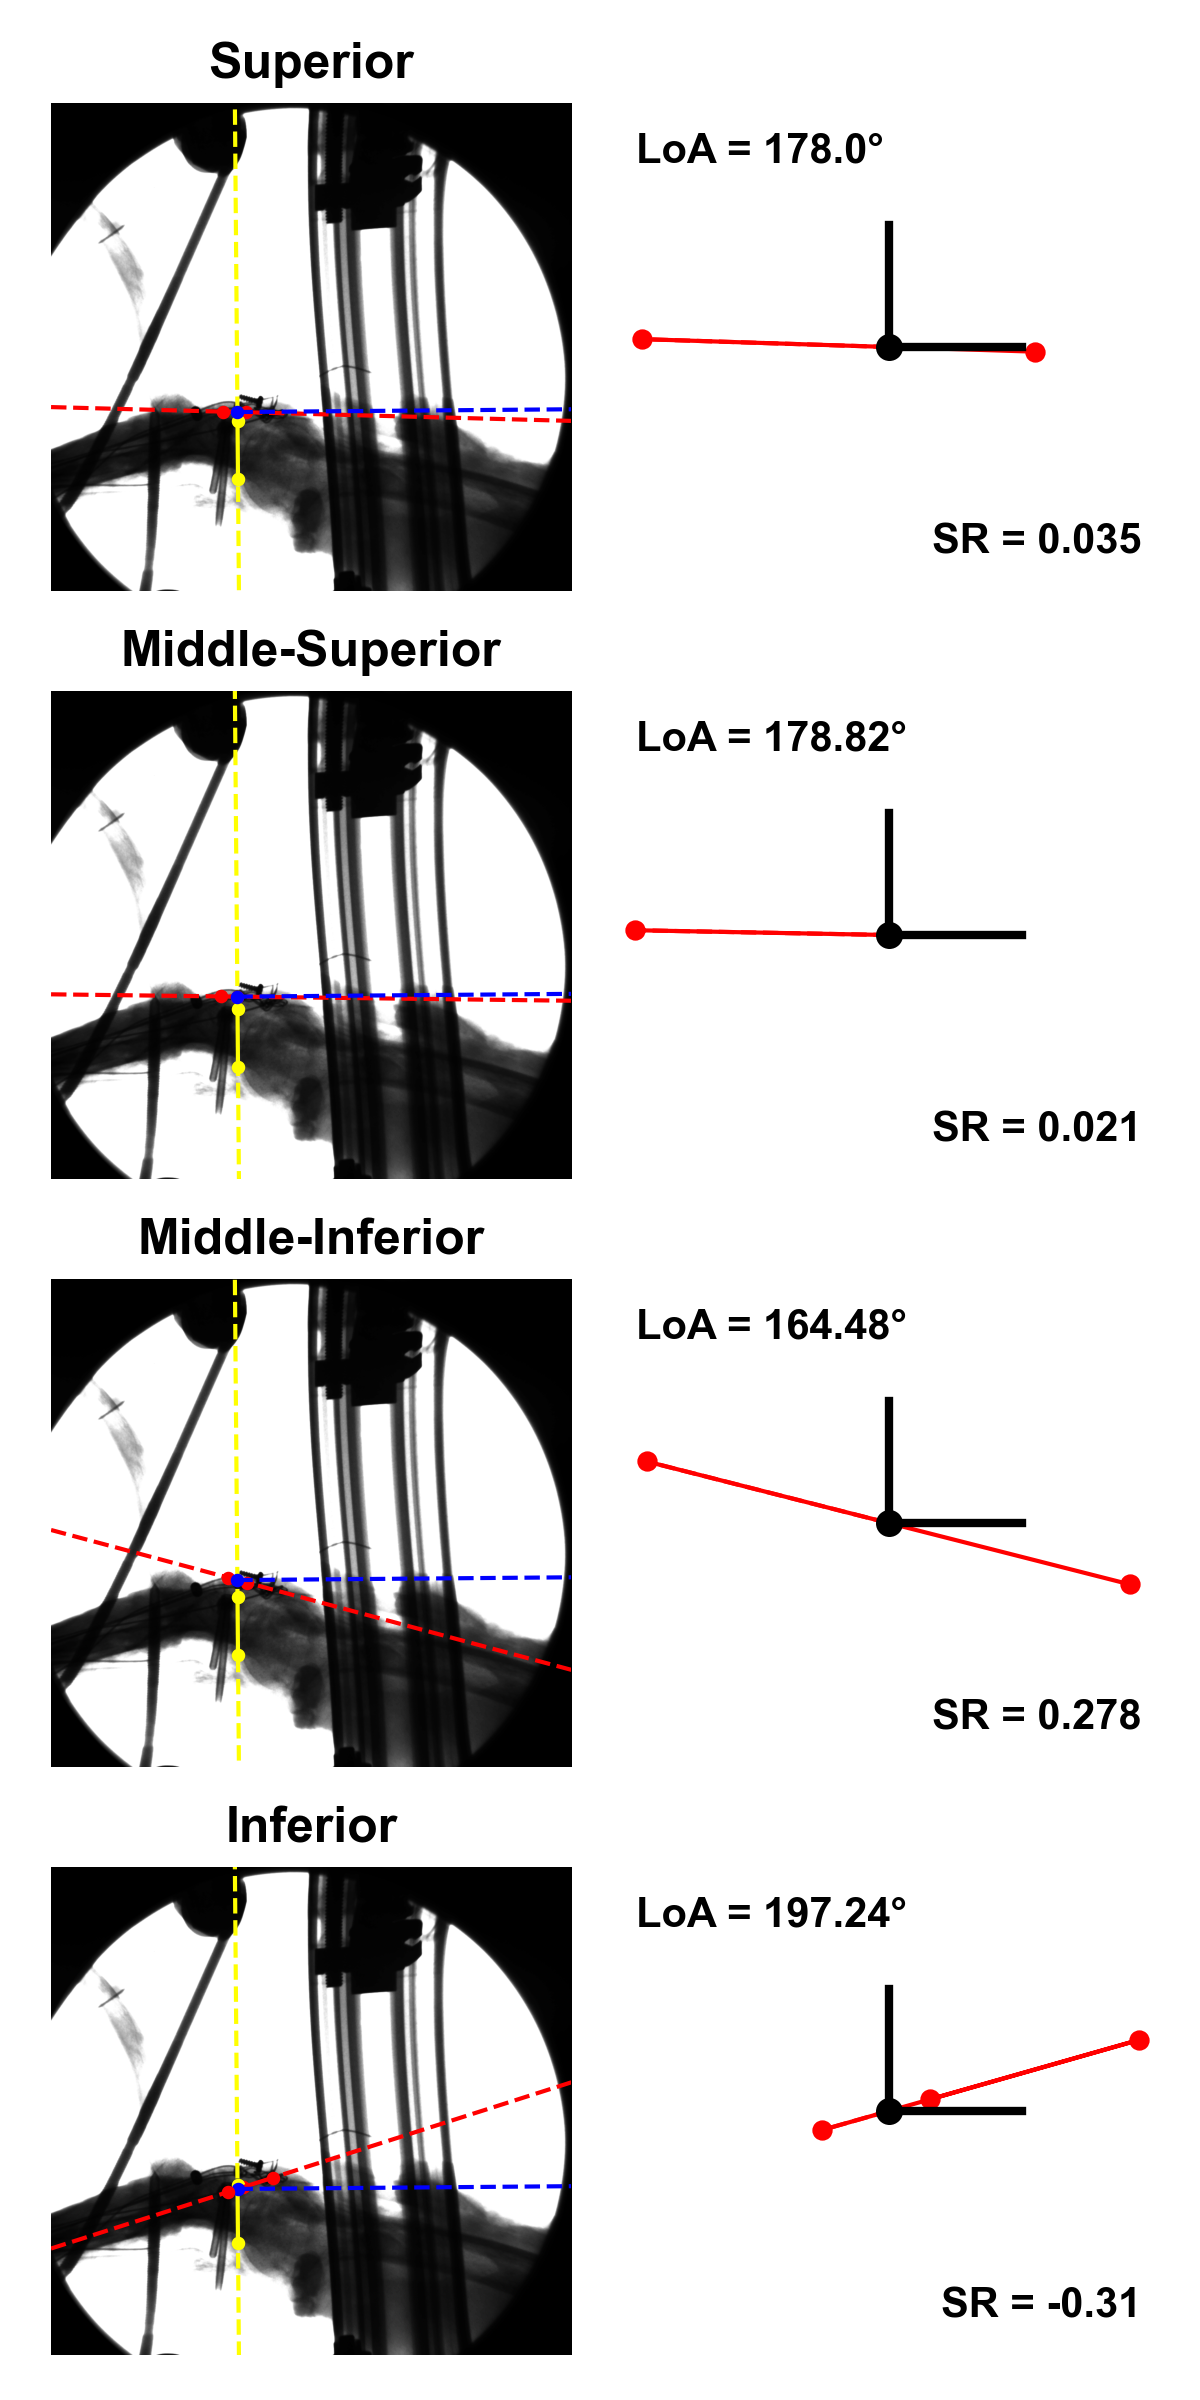 Superior
LoA = 178.0°
SR = 0.035
Middle-Superior
LoA = 178.82°
SR = 0.021
Middle-Inferior
LoA = 164.48°
SR = 0.278
Inferior
LoA = 197.24°
SR = -0.31